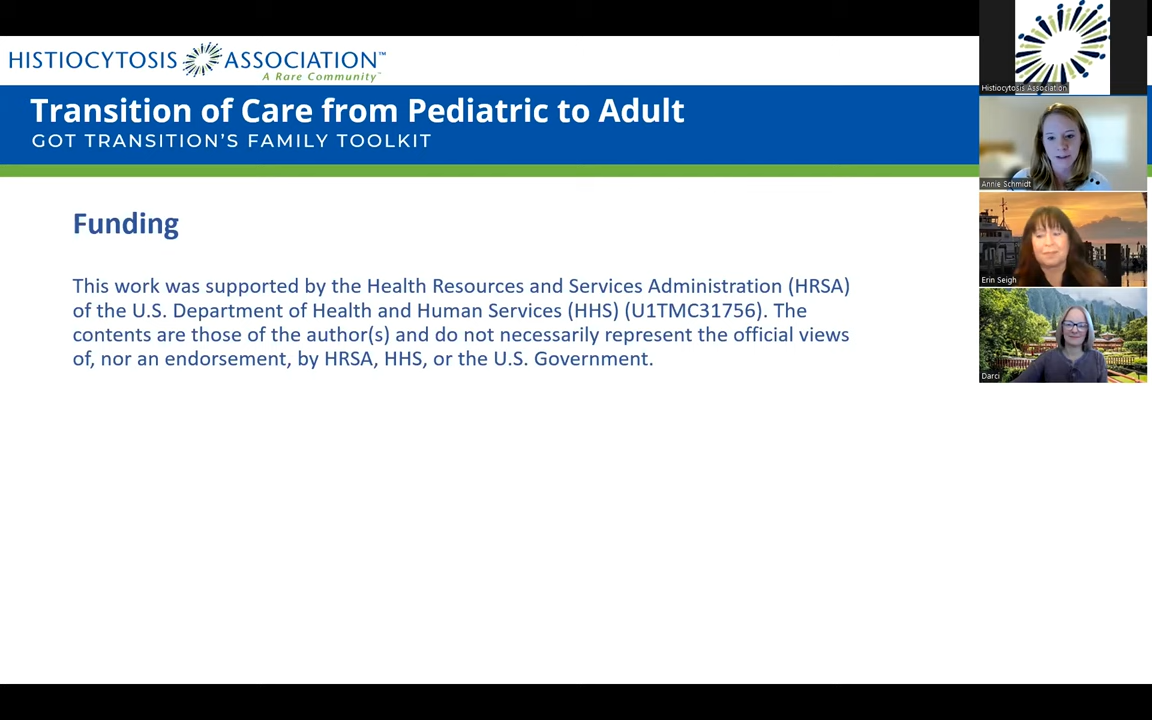 HISTIOCYTOSIS ASSOCIATION™
A Rare Community™
Transition of Care from Pediatric to Adult
GOT TRANSITION'S FAMILY TOOLKIT
Funding
This work was supported by the Health Resources and Services Administration (HRSA)
of the U.S. Department of Health and Human Services (HHS) (U1TMC31756). The
contents are those of the author(s) and do not necessarily represent the official views
of, nor an endorsement, by HRSA, HHS, or the U.S. Government.
Histiocytosis Association
Annie Schmidt
Erin Seigh
Darci